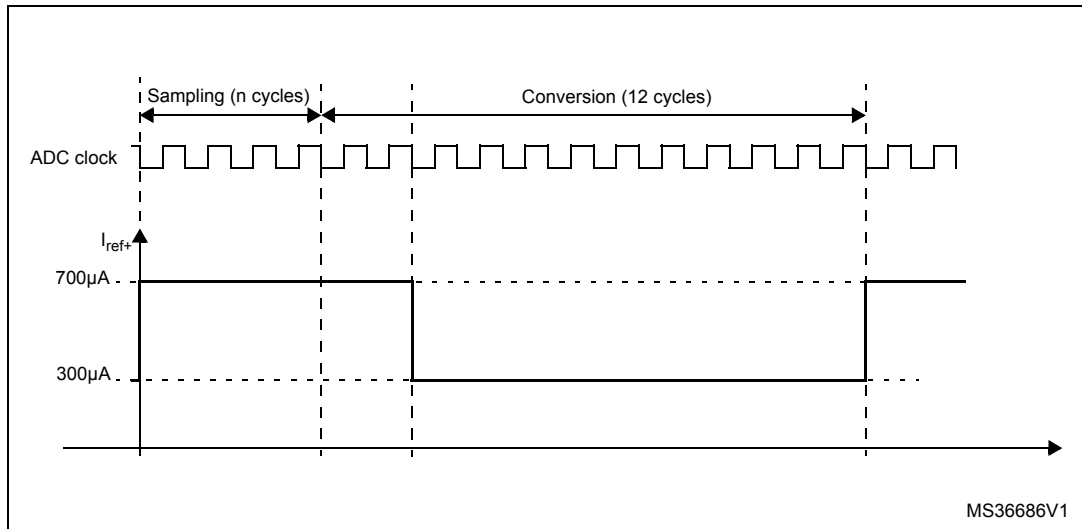 Sampling (n cycles)
Conversion (12 cycles)
ADC clock
Iref+
700µA
300µA
MS36686V1